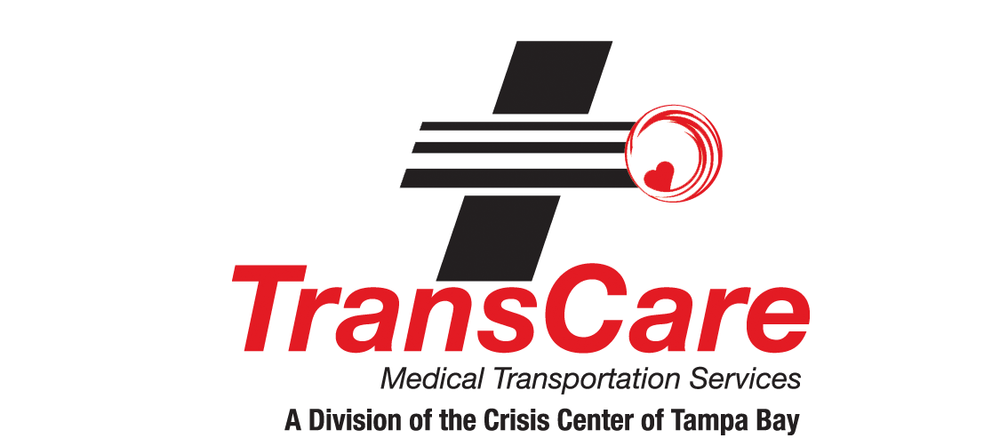 TransCare
Medical Transportation Services
A Division of the Crisis Center of Tampa Bay